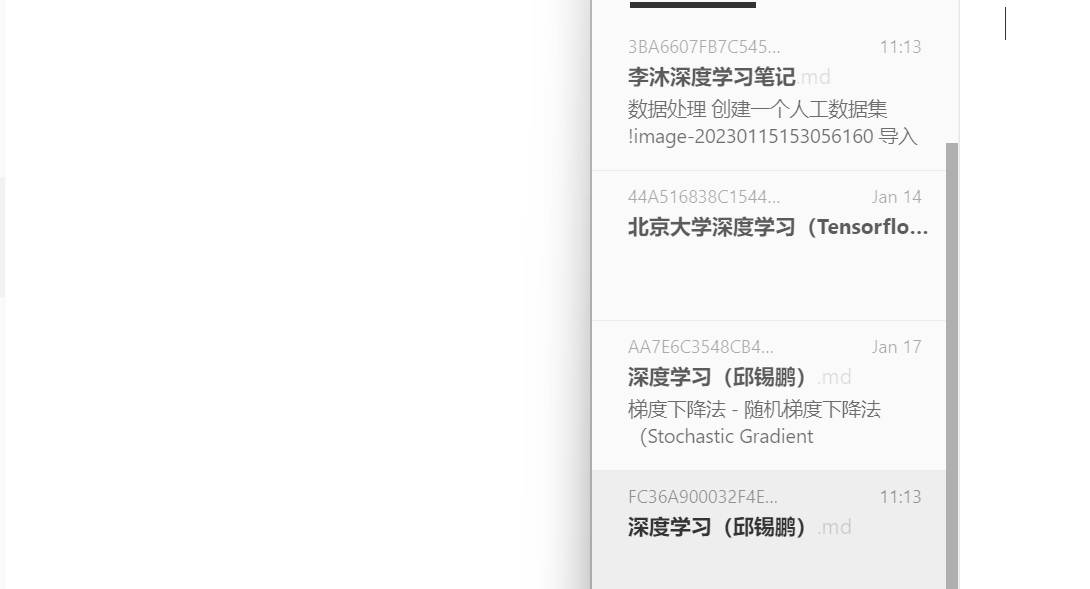 3BA6607FB7C545... 11:13
李沐深度学习笔记.md
数据处理 创建一个人工数据集
!image-20230115153056160 导入
44A516838C1544... Jan 14
北京大学深度学习（Tensorflo...
AA7E6C3548CB4... Jan 17
深度学习（邱锡鹏）.md
梯度下降法 - 随机梯度下降法
（Stochastic Gradient
FC36A900032F4E... 11:13
深度学习（邱锡鹏）.md